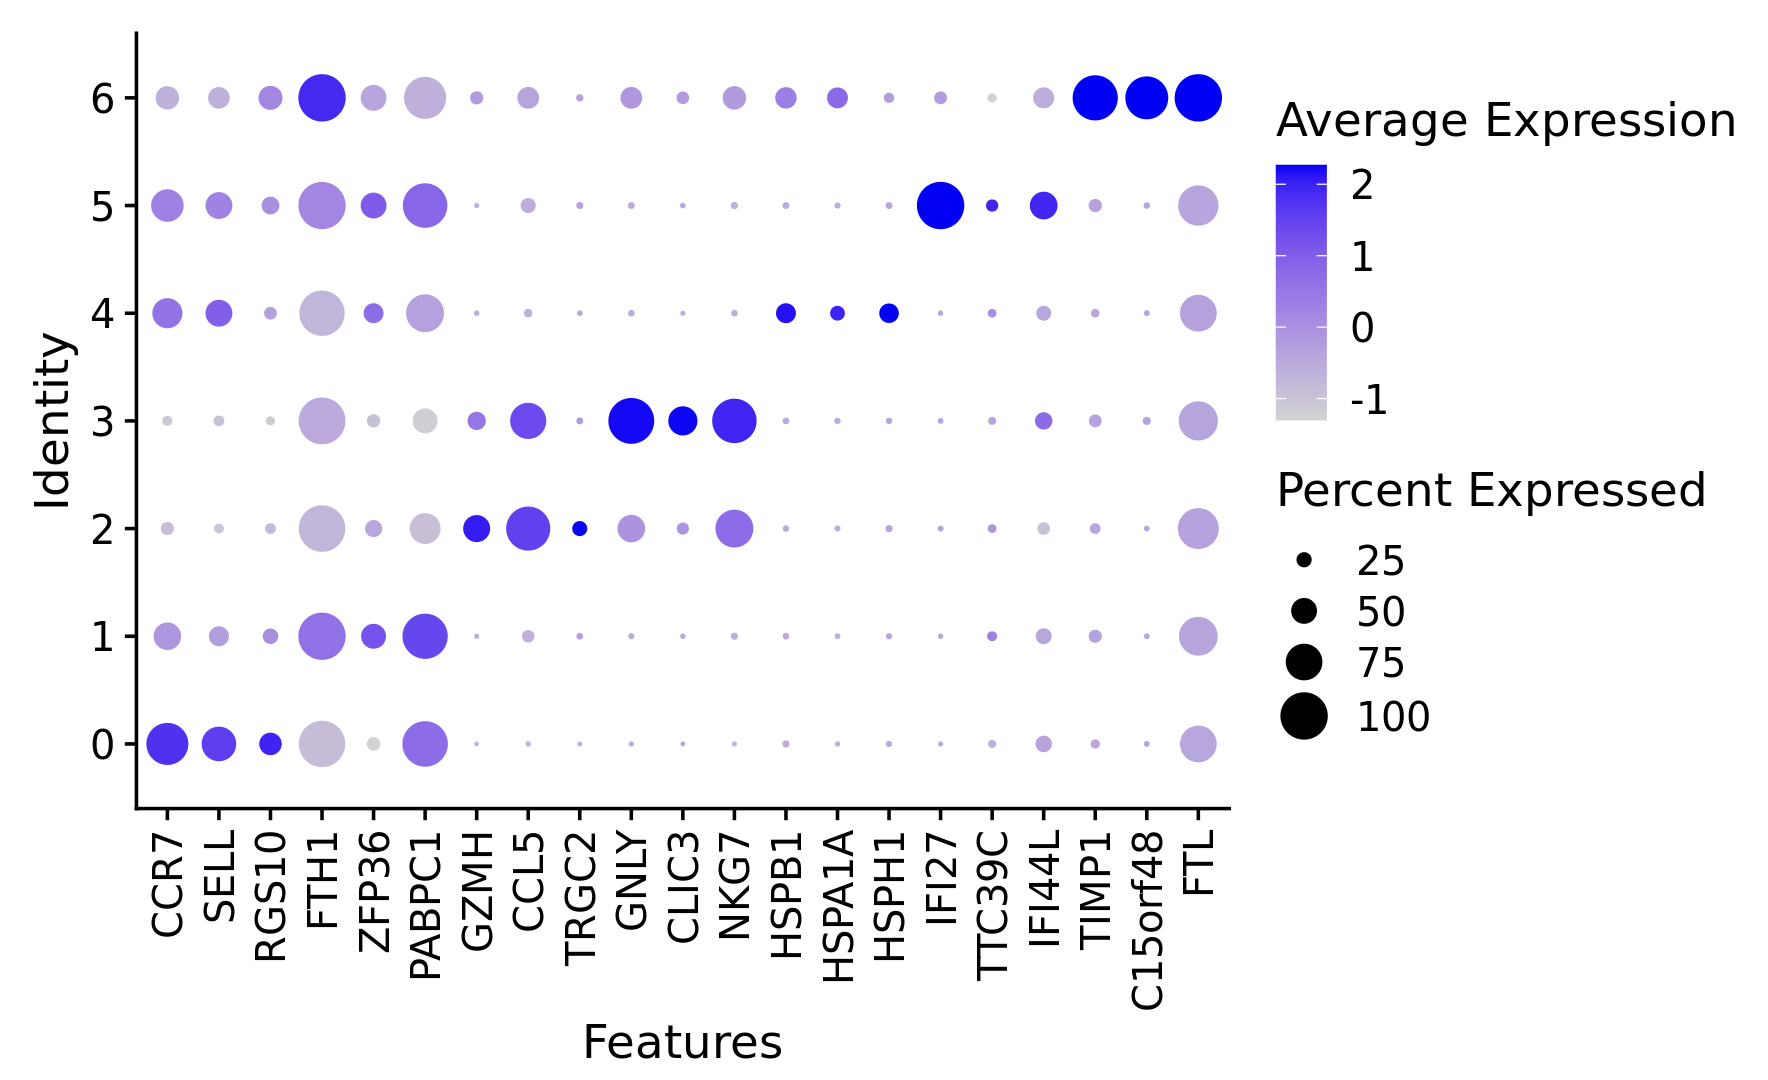 6
5
4
3
2
1
0
Identity
CCR7
SELL
RGS10
FTH1
ZFP36
PABPC1
GZMH
CCL5
TRGC2
GNLY
CLIC3
NKG7
HSPB1
HSPA1A
HSPH1
IFI27
TTC39C
IFI44L
TIMP1
C15orf48
FTL
Features
Average Expression
2
1
0
-1
Percent Expressed
25
50
75
100